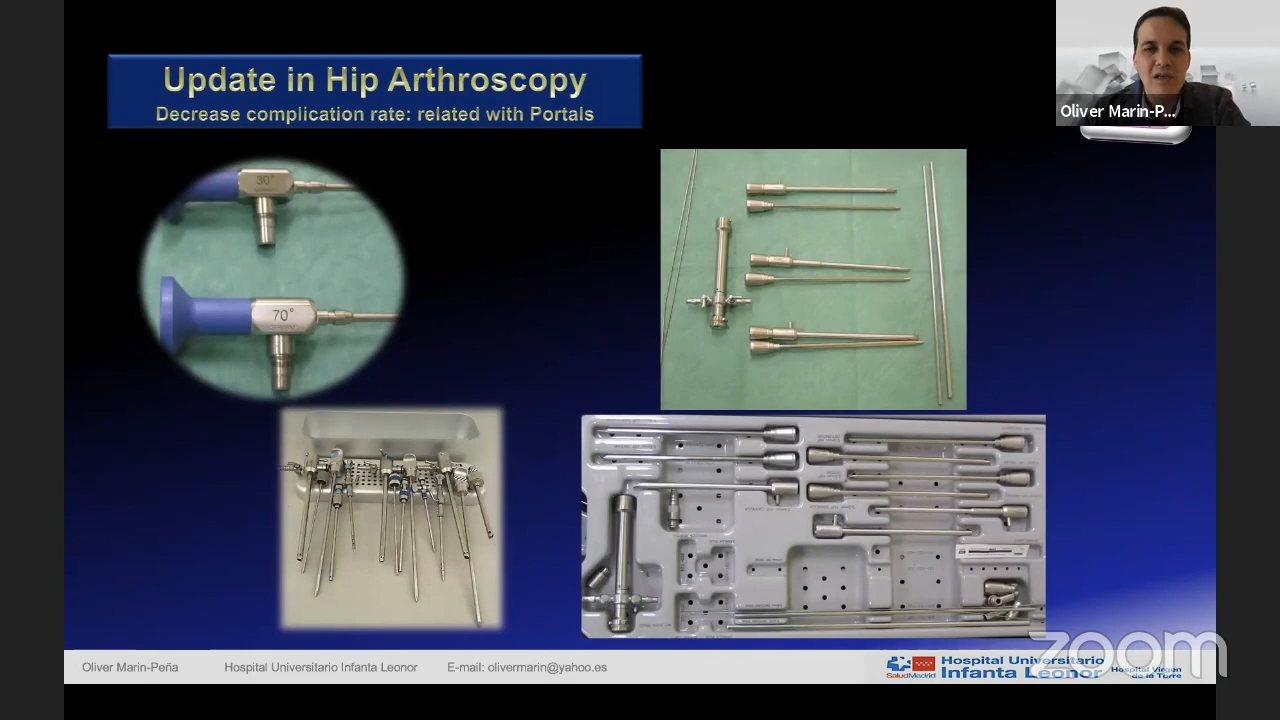 Update in Hip Arthroscopy
Decrease complication rate: related with Portals
Oliver Marin-P...
30°
70°
Oliver Marin-Peña
Hospital Universitario Infanta Leonor
E-mail: olivermarin@yahoo.es
SaludMadrid
Hospital Universitario
Infanta Leonor
Hospital Virgen
de la Torre
zoom